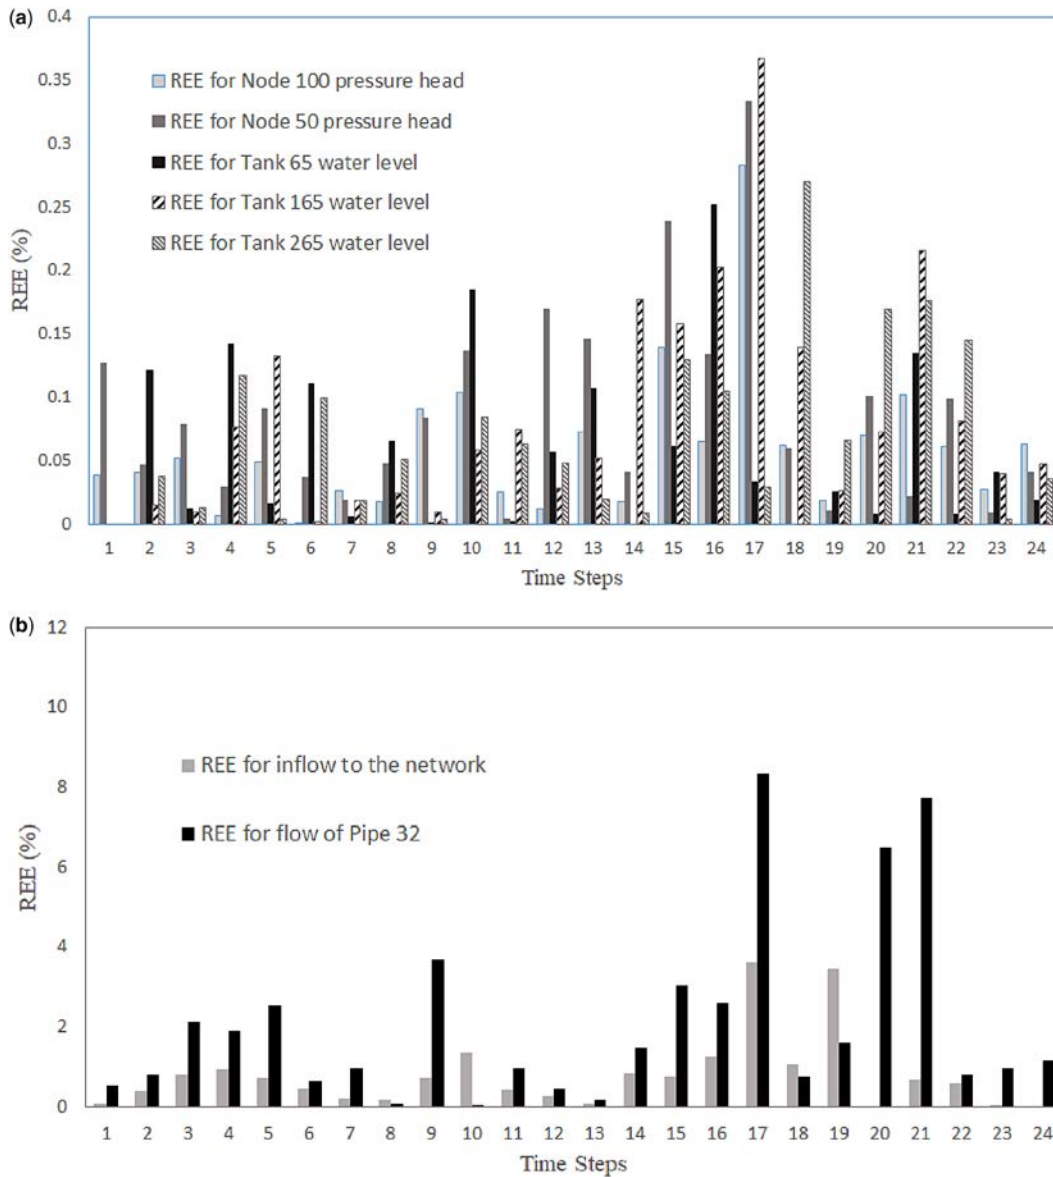 (a)
0.4
0.35
0.3
0.25
0.2
0.15
0.1
0.05
0
REE (%)
REE for Node 100 pressure head
REE for Node 50 pressure head
REE for Tank 65 water level
REE for Tank 165 water level
REE for Tank 265 water level
1 2 3 4 5 6 7 8 9 10 11 12 13 14 15 16 17 18 19 20 21 22 23 24
Time Steps
(b)
12
10
8
6
4
2
0
REE (%)
REE for inflow to the network
REE for flow of Pipe 32
1 2 3 4 5 6 7 8 9 10 11 12 13 14 15 16 17 18 19 20 21 22 23 24
Time Steps